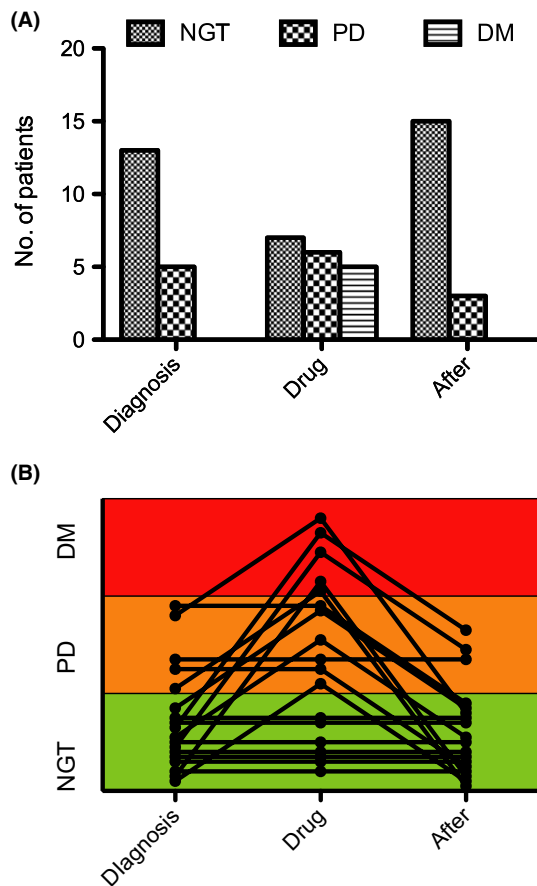 (A)
NGT PD DM
20
15
10
5
0
No. of patients
Diagnosis Drug After
(B)
DM
PD
NGT
DIagnosis Drug After